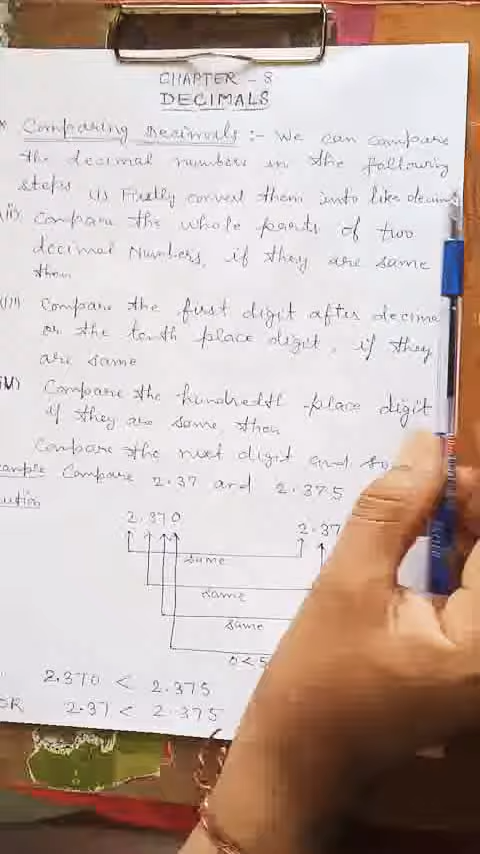 CHAPTER - 8
DECIMALS
* Comparing Decimals :- We can compare
the decimal numbers in the following
steps (i) Firstly convert them into like decimal
(ii) Compare the whole parts of two
decimal Numbers, if they are same
then
(iii) Compare the first digit after decima
or the tenth place digit, if they
are same
(iv) Compare the hundredth place digit
if they are same then
Compare the next digit and so
Example Compare 2.37 and 2.375
2.370 2.37
same
same
same
0 < 5
2.370 < 2.375
OR 2.37 < 2.375